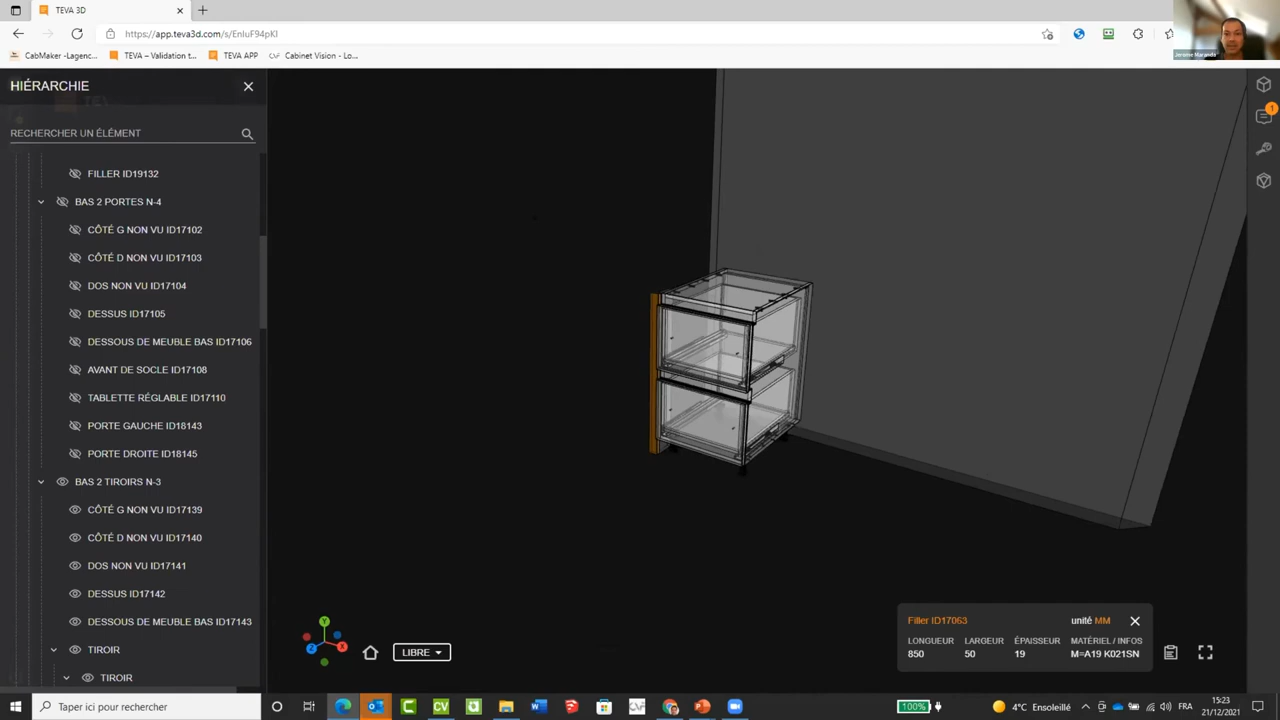 TEVA 3D
https://app.teva3d.com/s/EnIuF94pKI
CabMaker -Lagenc...
TEVA – Validation t...
TEVA APP
Cabinet Vision - Lo...
Jerome Maranda
HIÉRARCHIE
RECHERCHER UN ÉLÉMENT
FILLER ID19132
BAS 2 PORTES N-4
CÔTÉ G NON VU ID17102
CÔTÉ D NON VU ID17103
DOS NON VU ID17104
DESSUS ID17105
DESSOUS DE MEUBLE BAS ID17106
AVANT DE SOCLE ID17108
TABLETTE RÉGLABLE ID17110
PORTE GAUCHE ID18143
PORTE DROITE ID18145
BAS 2 TIROIRS N-3
CÔTÉ G NON VU ID17139
CÔTÉ D NON VU ID17140
DOS NON VU ID17141
DESSUS ID17142
DESSOUS DE MEUBLE BAS ID17143
TIROIR
TIROIR
1
Y
Z
X
LIBRE
Filler ID17063
unité MM
LONGUEUR
LARGEUR
ÉPAISSEUR
MATÉRIEL / INFOS
850
50
19
M=A19 K021SN
Taper ici pour rechercher
100%
4°C Ensoleillé
FRA
15:23
21/12/2021